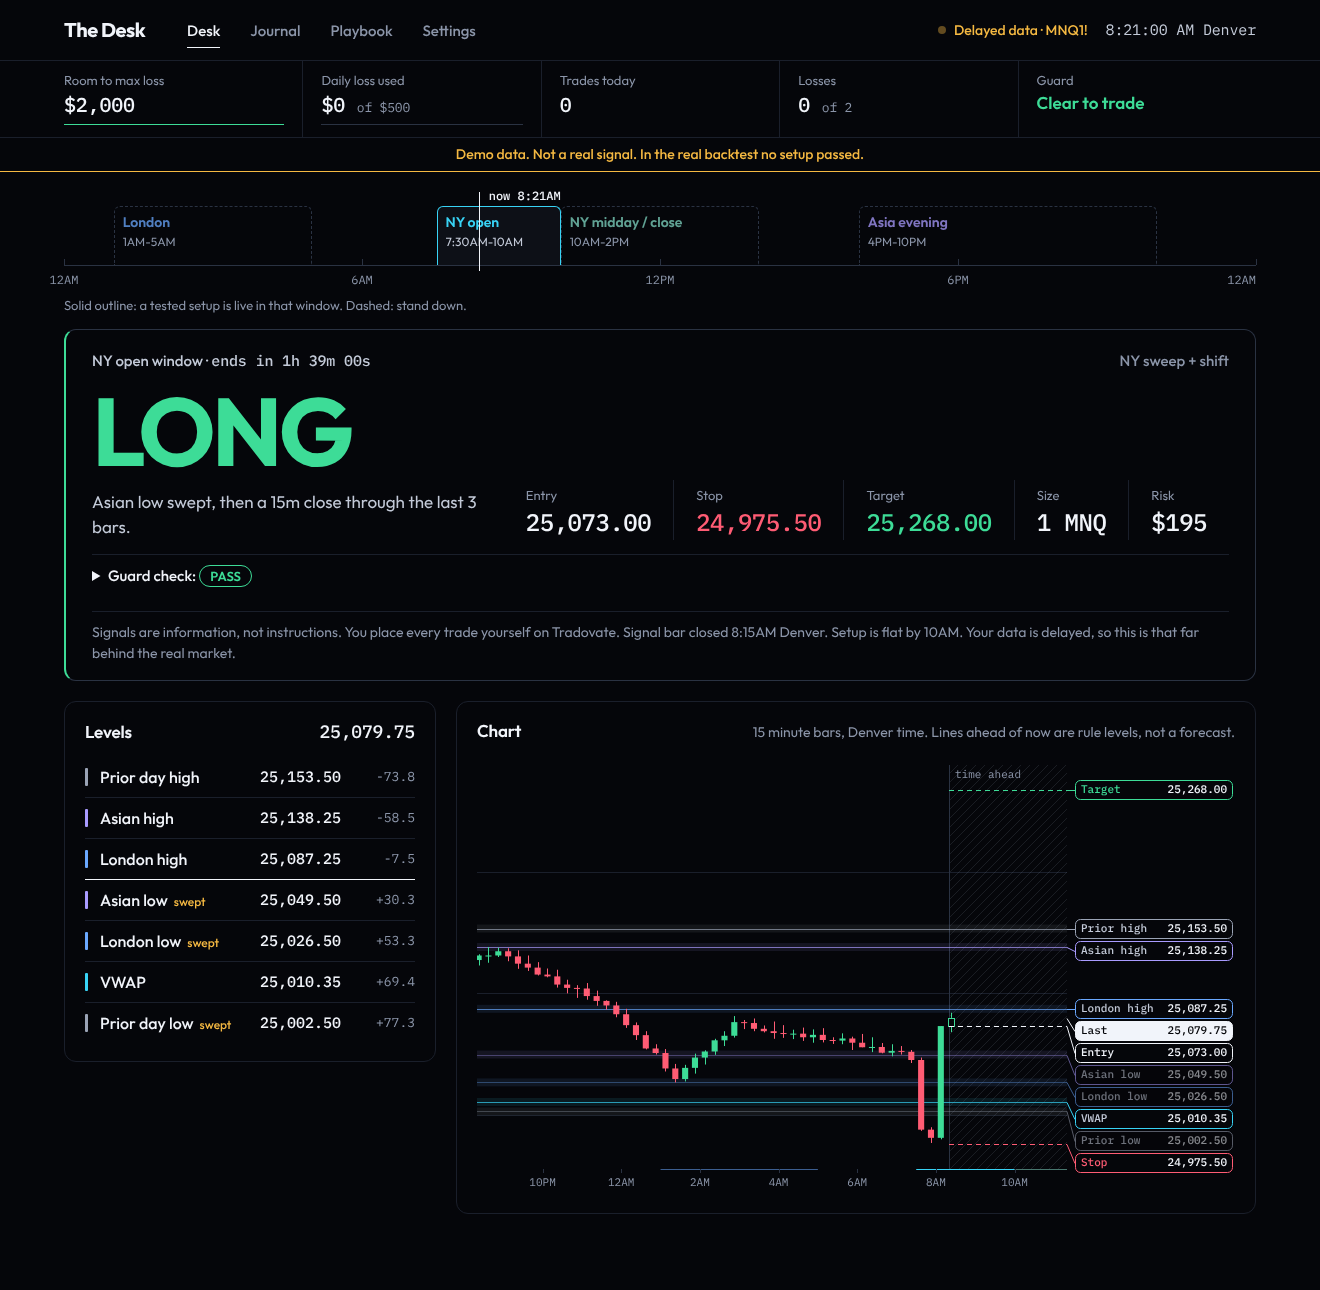 The Desk
Desk
Journal
Playbook
Settings
Delayed data · MNQ1!
8:21:00 AM Denver
Room to max loss
$2,000
Daily loss used
$0 of $500
Trades today
0
Losses
0 of 2
Guard
Clear to trade
Demo data. Not a real signal. In the real backtest no setup passed.
now 8:21AM
London
1AM-5AM
NY open
7:30AM-10AM
NY midday / close
10AM-2PM
Asia evening
4PM-10PM
12AM
6AM
12PM
6PM
12AM
Solid outline: a tested setup is live in that window. Dashed: stand down.
NY open window · ends in 1h 39m 00s
NY sweep + shift
LONG
Asian low swept, then a 15m close through the last 3
bars.
Entry
25,073.00
Stop
24,975.50
Target
25,268.00
Size
1 MNQ
Risk
$195
Guard check: PASS
Signals are information, not instructions. You place every trade yourself on Tradovate. Signal bar closed 8:15AM Denver. Setup is flat by 10AM. Your data is delayed, so this is that far
behind the real market.
Levels 25,079.75
Prior day high 25,153.50 -73.8
Asian high 25,138.25 -58.5
London high 25,087.25 -7.5
Asian low swept 25,049.50 +30.3
London low swept 25,026.50 +53.3
VWAP 25,010.35 +69.4
Prior day low swept 25,002.50 +77.3
Chart
15 minute bars, Denver time. Lines ahead of now are rule levels, not a forecast.
time ahead
Target 25,268.00
Prior high 25,153.50
Asian high 25,138.25
London high 25,087.25
Last 25,079.75
Entry 25,073.00
Asian low 25,049.50
London low 25,026.50
VWAP 25,010.35
Prior low 25,002.50
Stop 24,975.50
10PM
12AM
2AM
4AM
6AM
8AM
10AM